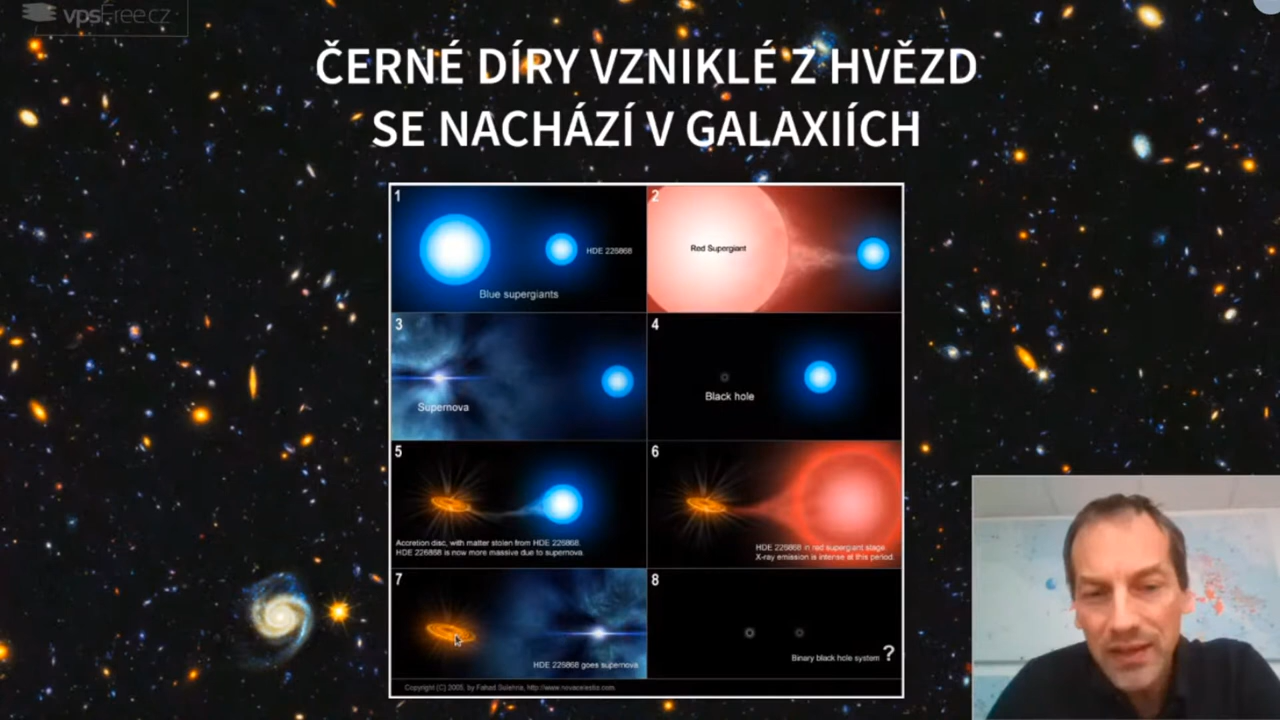 vpsFree.cz
ČERNÉ DÍRY VZNIKLÉ Z HVĚZD
SE NACHÁZÍ V GALAXIÍCH
1
HDE 226868
Blue supergiants
2
Red Supergiant
3
Supernova
4
Black hole
5
Accretion disc, with matter stolen from HDE 226868.
HDE 226868 is now more massive due to supernova.
6
HDE 226868 in red supergiant stage.
X-ray emission is intense at this period.
7
HDE 226868 goes supernova.
8
Binary black hole system ?
Copyright (C) 2005, by Fahad Sulehria, http://www.novacelestia.com.